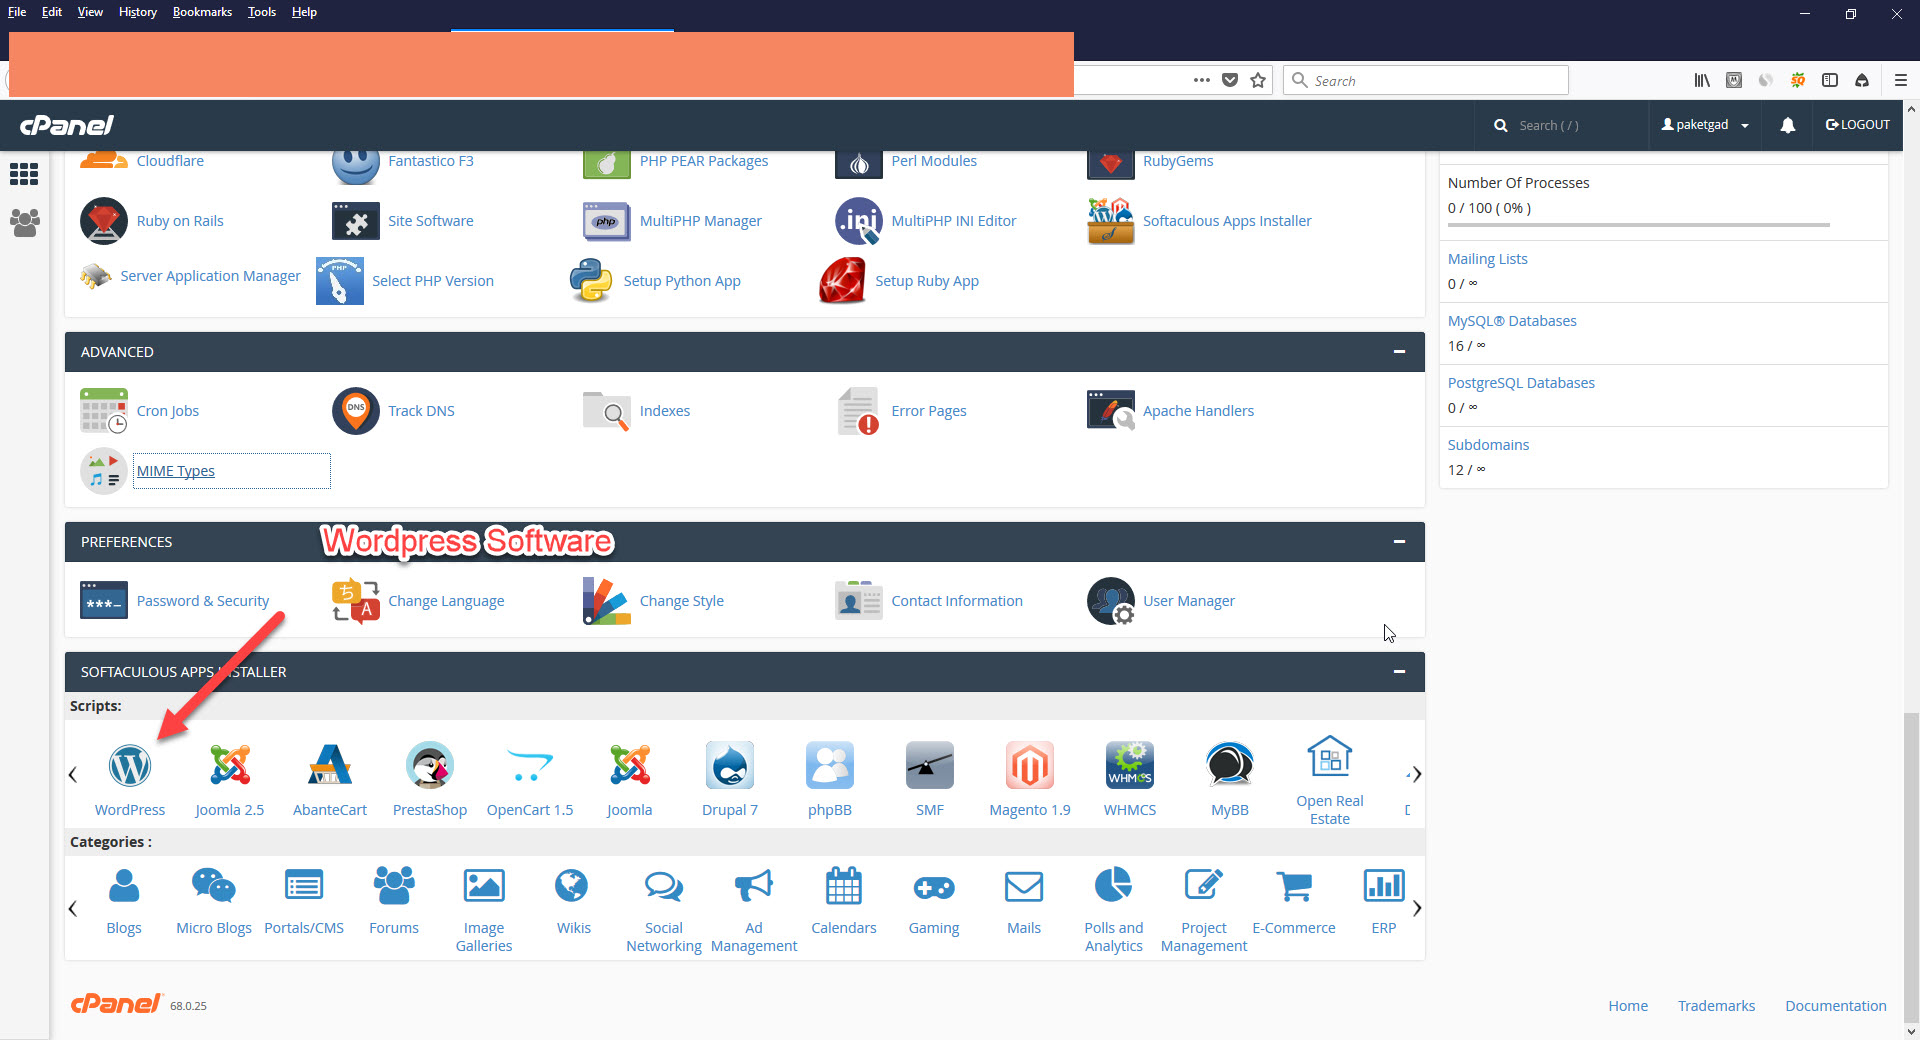 File Edit View History Bookmarks Tools Help
Search
cPanel
Search ( / )
paketgad
LOGOUT
Cloudflare
Fantastico F3
PHP PEAR Packages
Perl Modules
RubyGems
Ruby on Rails
Site Software
php
MultiPHP Manager
.ini
MultiPHP INI Editor
Softaculous Apps Installer
Server Application Manager
PHP
Select PHP Version
Setup Python App
Setup Ruby App
Number Of Processes
0 / 100 ( 0% )
Mailing Lists
0 / ∞
MySQL® Databases
16 / ∞
PostgreSQL Databases
0 / ∞
Subdomains
12 / ∞
ADVANCED
Cron Jobs
DNS
Track DNS
Indexes
Error Pages
Apache Handlers
MIME Types
PREFERENCES
Wordpress Software
***_
Password & Security
ち
A
Change Language
Change Style
Contact Information
User Manager
SOFTACULOUS APPS INSTALLER
Scripts:
WHMCS
WordPress
Joomla 2.5
AbanteCart
PrestaShop
OpenCart 1.5
Joomla
Drupal 7
phpBB
SMF
Magento 1.9
WHMCS
MyBB
Open Real
Estate
Categories :
Blogs
Micro Blogs
Portals/CMS
Forums
Image
Galleries
Wikis
Social
Networking
Ad
Management
Calendars
Gaming
Mails
Polls and
Analytics
Project
Management
E-Commerce
ERP
cPanel 68.0.25
Home
Trademarks
Documentation